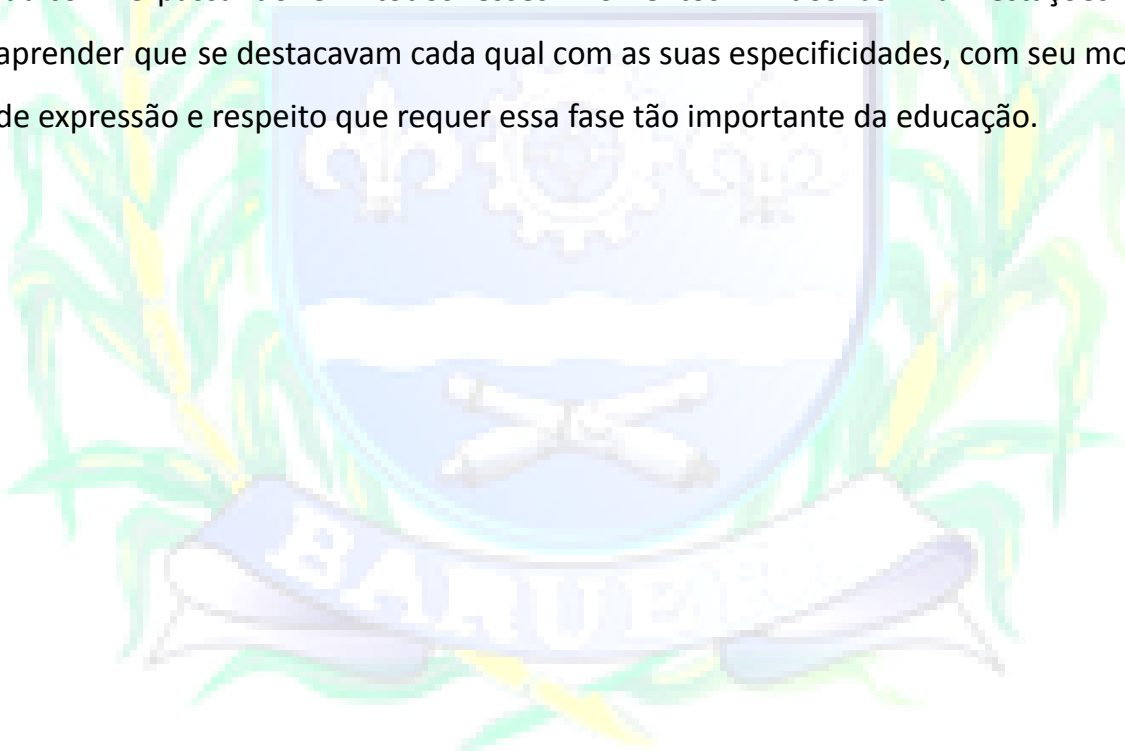 aprender que se destacavam cada qual com as suas especificidades, com seu mo
de expressão e respeito que requer essa fase tão importante da educação.
BARUERI